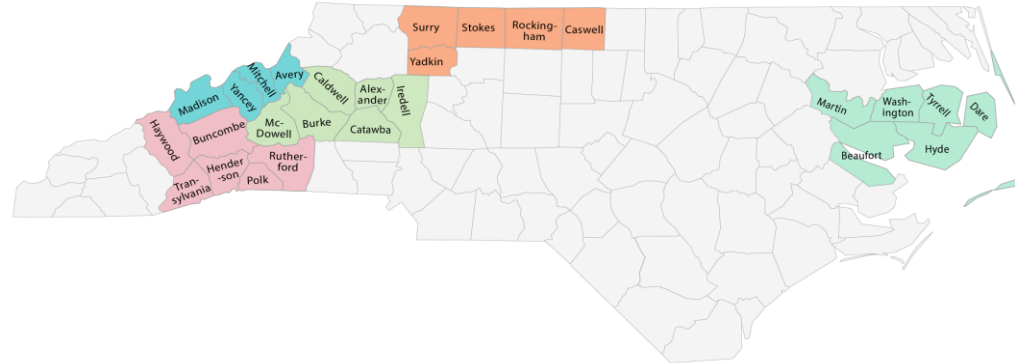 Surry
Stokes
Rocking-
ham
Caswell
Yadkin
Madison
Yancey
Mitchell
Avery
Caldwell
Alex-
ander
Iredell
Mc-
Dowell
Burke
Catawba
Haywood
Buncombe
Ruther-
ford
Hender
-son
Polk
Tran-
sylvania
Martin
Wash-
ington
Tyrrell
Dare
Beaufort
Hyde